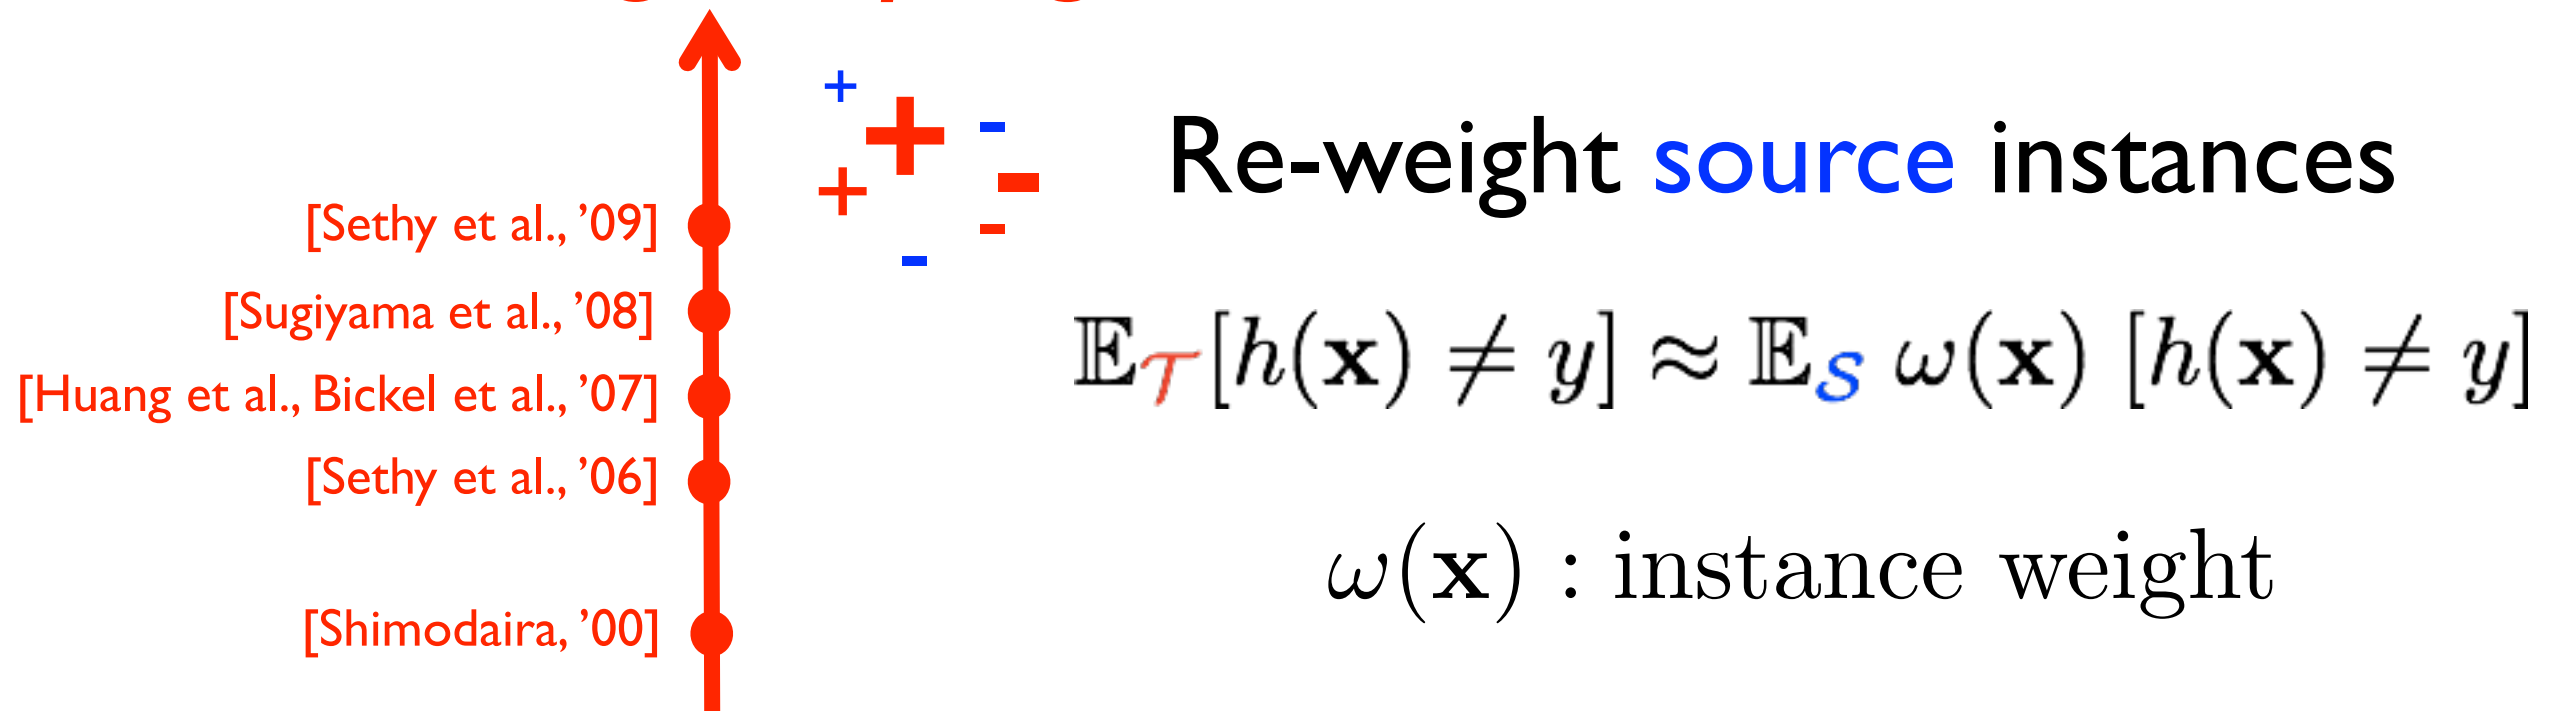 Re-weight source instances
[Sethy et al., ’09]
[Sugiyama et al., ’08]
[Huang et al., Bickel et al., ’07]
[Sethy et al., ’06]
[Shimodaira, ’00]
+
+
-
+
-
-
-
𝔼_𝒯[h(𝐱) ≠ y] ≈ 𝔼_𝒮 ω(𝐱) [h(𝐱) ≠ y]
ω(𝐱) : instance weight